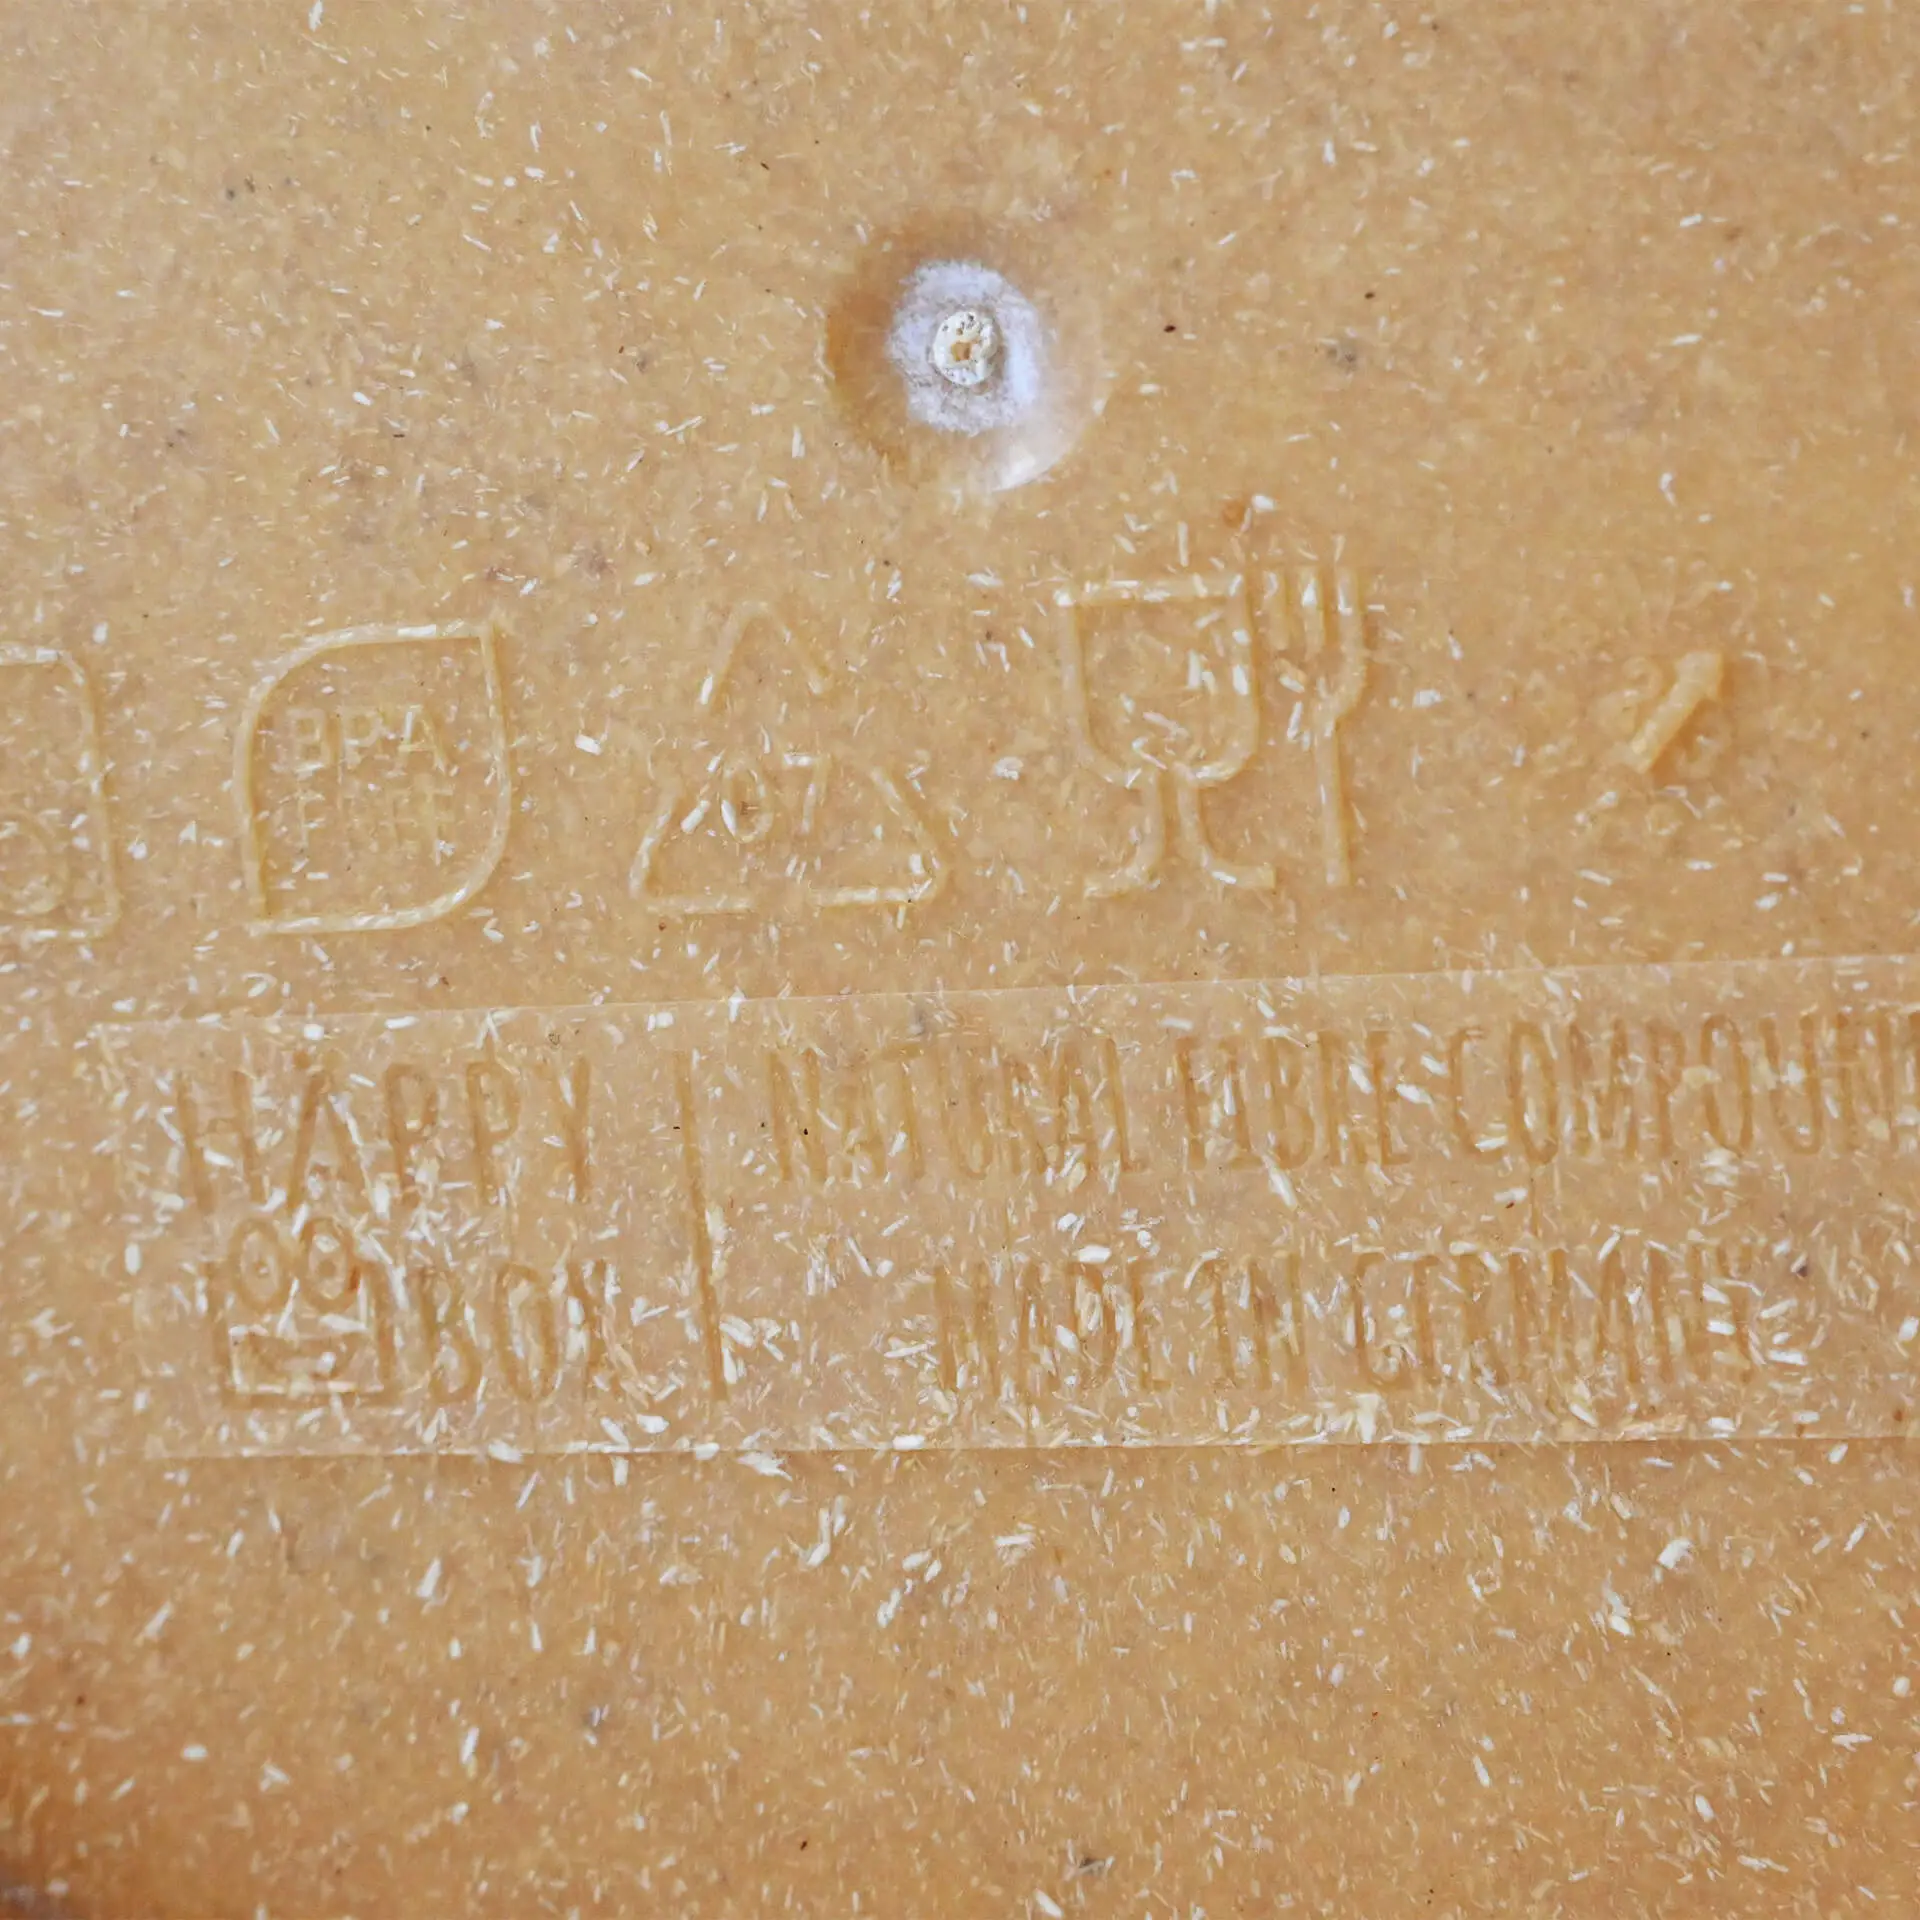 BPA
FREE
07
HAPPY
BOX
NATURAL FIBRE COMPOUND
MADE IN GERMANY